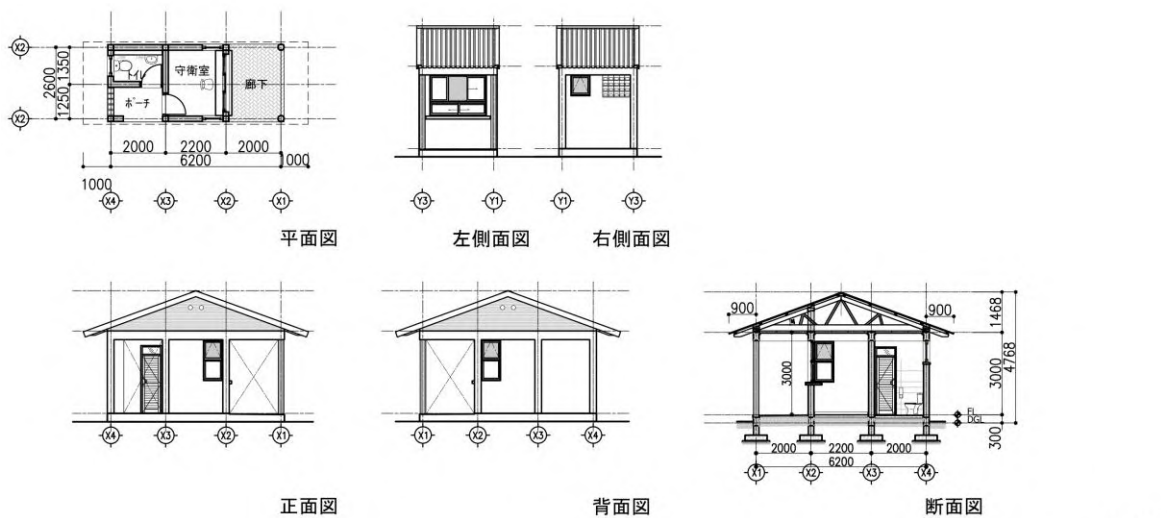 X2
X2
2600
1350
1250
トイレ
守衛室
ポーチ
廊下
2000
2200
2000
6200
1000
1000
X4
X3
X2
X1
平面図
Y3
Y1
左側面図
Y1
Y3
右側面図
X4
X3
X2
X1
正面図
X1
X2
X3
X4
背面図
900
900
3000
1468
3000
4768
300
FL
DGL
2000
2200
2000
6200
X1
X2
X3
X4
断面図